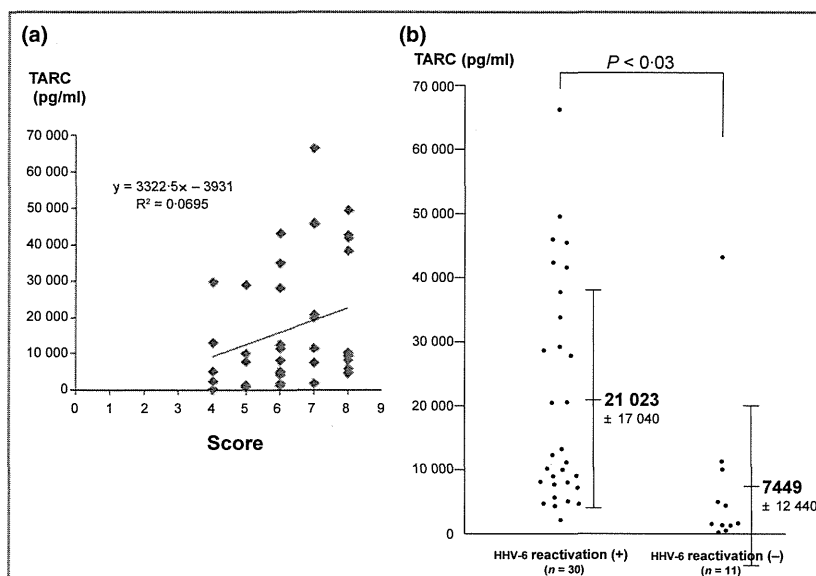 (a)
TARC
(pg/ml)
70 000
60 000
50 000
40 000
30 000
20 000
10 000
0
y = 3322·5x − 3931
R² = 0·0695
0 1 2 3 4 5 6 7 8 9
Score
(b)
TARC (pg/ml)
P < 0·03
70 000
60 000
50 000
40 000
30 000
20 000
10 000
0
21 023
± 17 040
7449
± 12 440
HHV-6 reactivation (+)
(n = 30)
HHV-6 reactivation (–)
(n = 11)